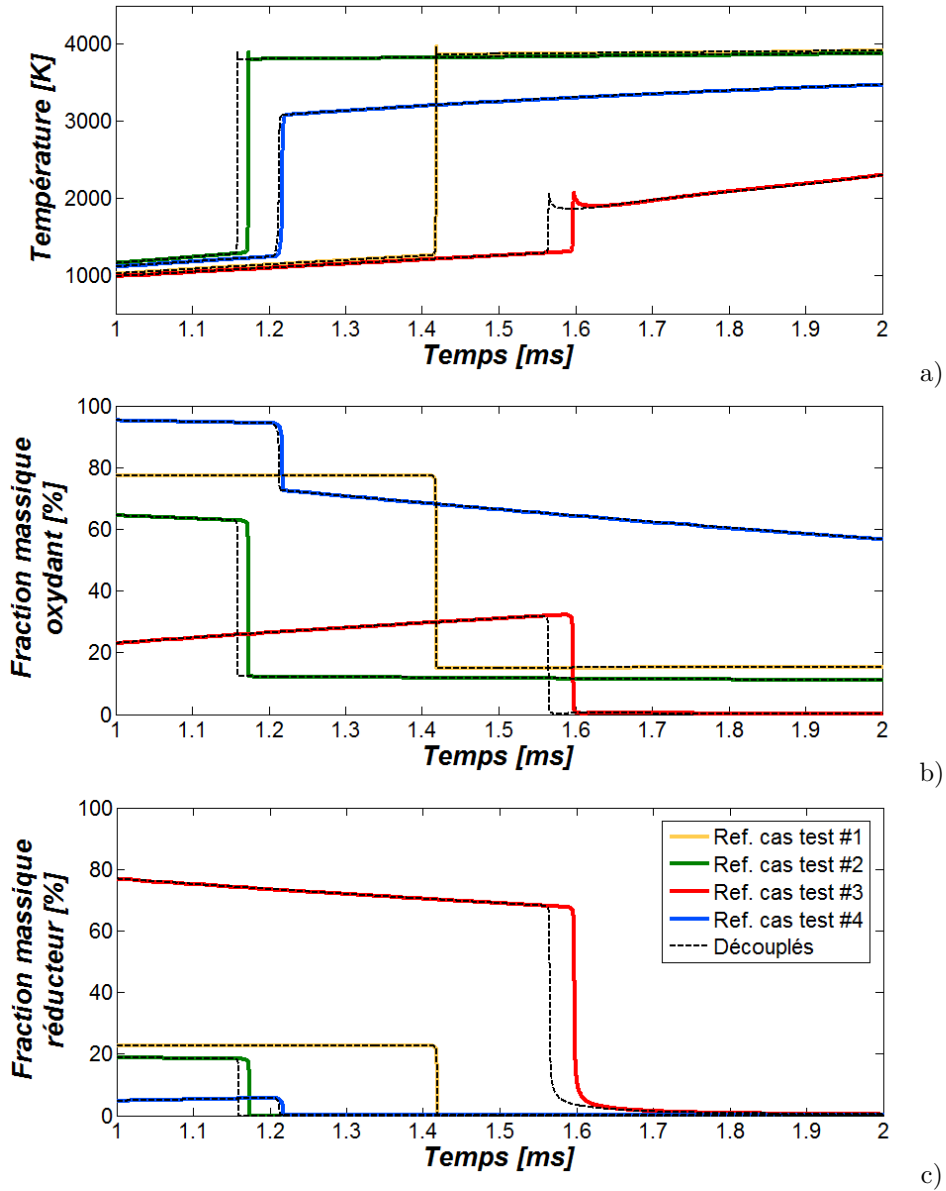 4000
3000
2000
1000
Température [K]
1 1.1 1.2 1.3 1.4 1.5 1.6 1.7 1.8 1.9 2
Temps [ms]
a)
100
80
60
40
20
0
Fraction massique
oxydant [%]
1 1.1 1.2 1.3 1.4 1.5 1.6 1.7 1.8 1.9 2
Temps [ms]
b)
100
80
60
40
20
0
Fraction massique
réducteur [%]
Ref. cas test #1
Ref. cas test #2
Ref. cas test #3
Ref. cas test #4
Découplés
1 1.1 1.2 1.3 1.4 1.5 1.6 1.7 1.8 1.9 2
Temps [ms]
c)